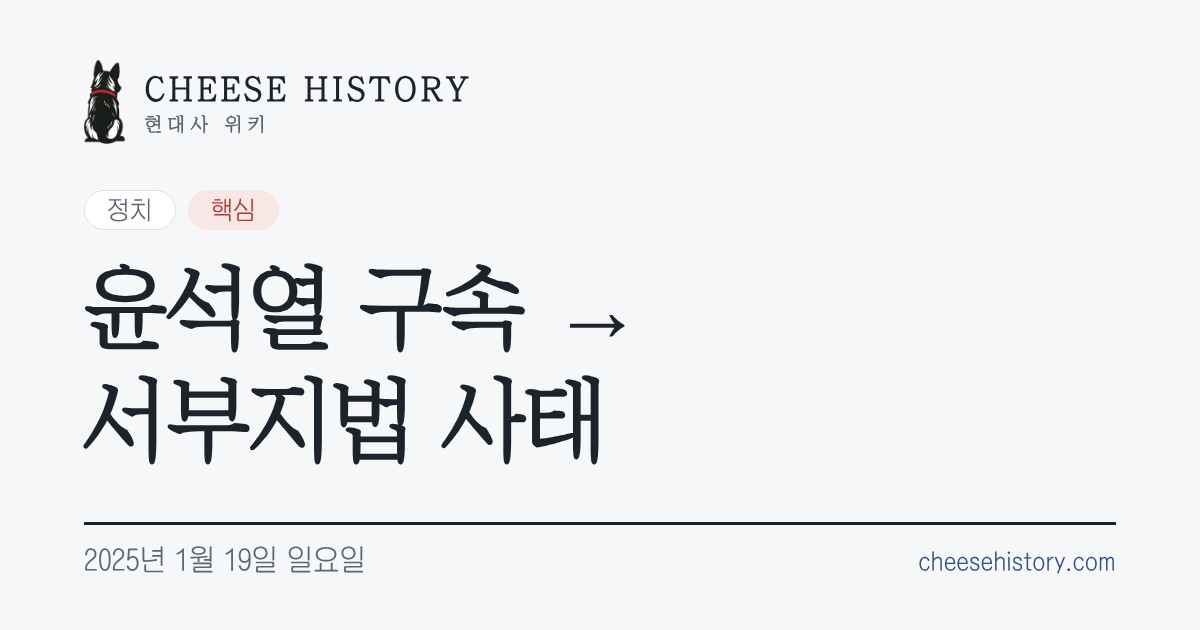 CHEESE HISTORY
현대사 위키
정치 핵심
윤석열 구속 →
서부지법 사태
2025년 1월 19일 일요일 cheesehistory.com